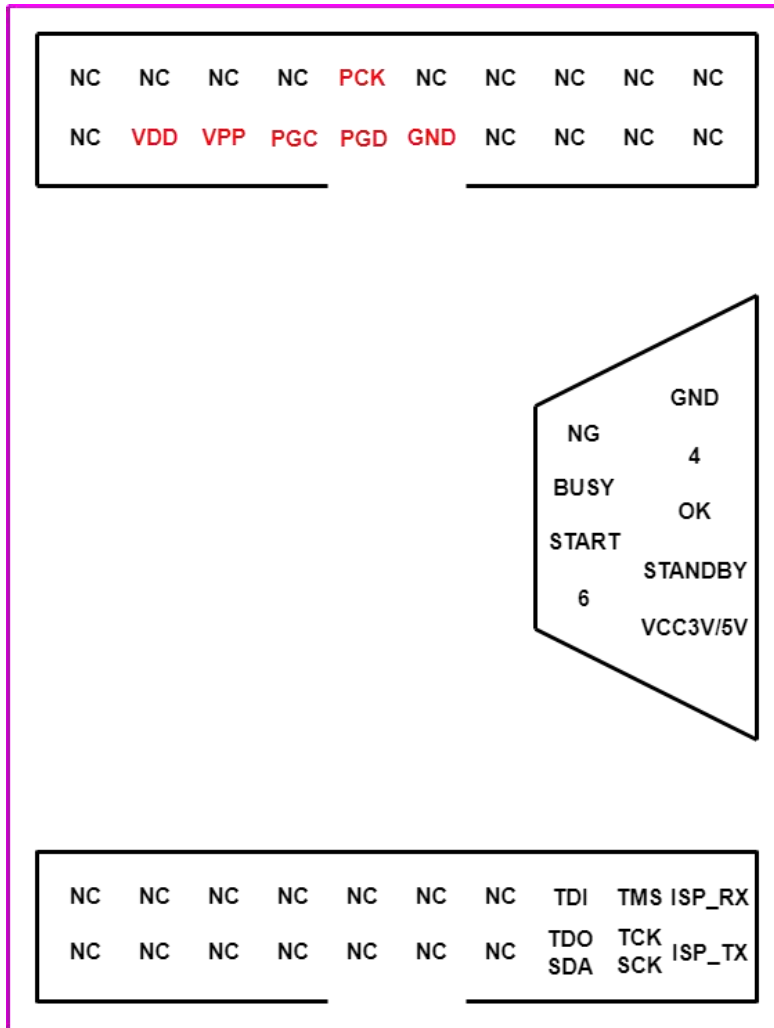 NC NC NC NC PCK NC NC NC NC NC
NC VDD VPP PGC PGD GND NC NC NC NC
GND
NG
4
BUSY
OK
START
STANDBY
6
VCC3V/5V
NC NC NC NC NC NC NC TDI TMS ISP_RX
NC NC NC NC NC NC NC TDO TCK ISP_TX
SDA SCK